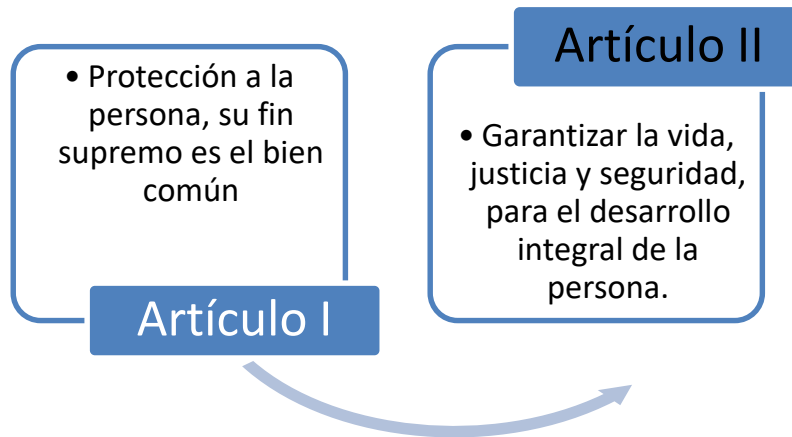 • Protección a la
persona, su fin
supremo es el bien
común
Artículo I
Artículo II
• Garantizar la vida,
justicia y seguridad,
para el desarrollo
integral de la
persona.